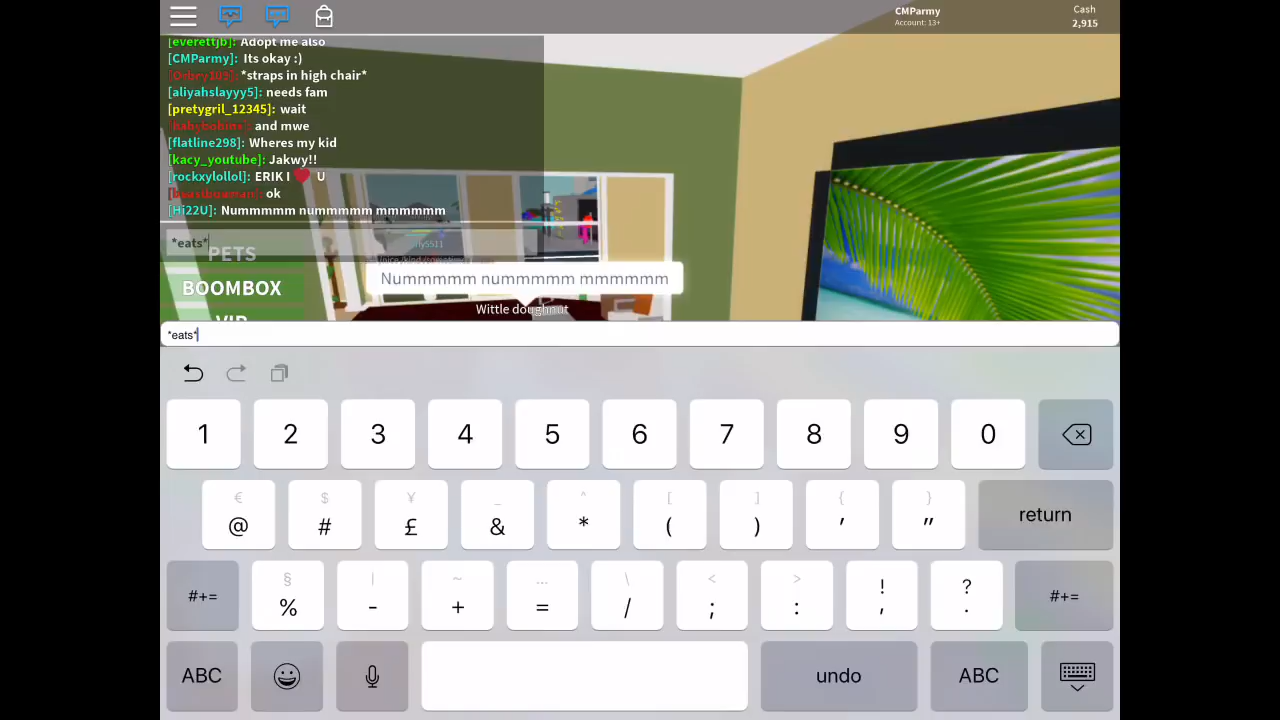 CMParmy
Account: 13+
Cash
2,915
[everettjb]: Adopt me also
[CMParmy]: Its okay :)
*straps in high chair*
[aliyahslayyy5]: needs fam
[pretygril_12345]: wait
and mwe
[flatline298]: Wheres my kid
[kacy_youtube]: Jakwy!!
[rockxylollol]: ERIK I ❤ U
ok
[Hi22U]: Nummmmm nummmmm mmmmmm
*eats*
PETS
BOOMBOX
VIP
Nummmmm nummmmm mmmmmm
Wittle doughnut
*eats*
1 2 3 4 5 6 7 8 9 0
€ $ ¥ _ ^ [ ] { }
@ # £ & * ( ) ' "
return
§ | ~ … \ < > ! ?
#+= % - + = / ; : , . #+=
ABC undo ABC